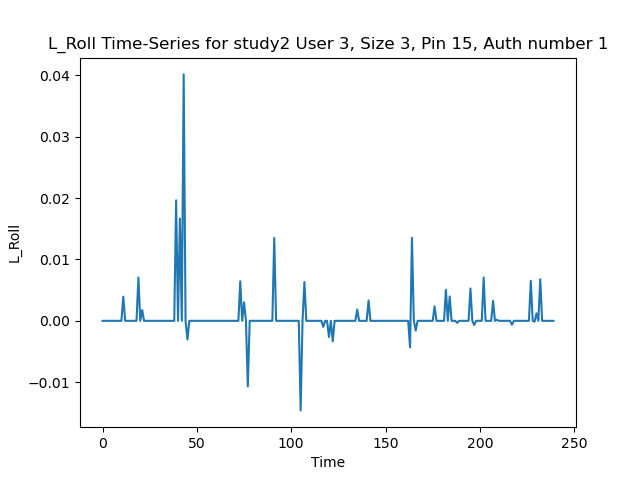 L_Roll Time-Series for study2 User 3, Size 3, Pin 15, Auth number 1
0.04
0.03
0.02
0.01
0.00
−0.01
L_Roll
0 50 100 150 200 250
Time